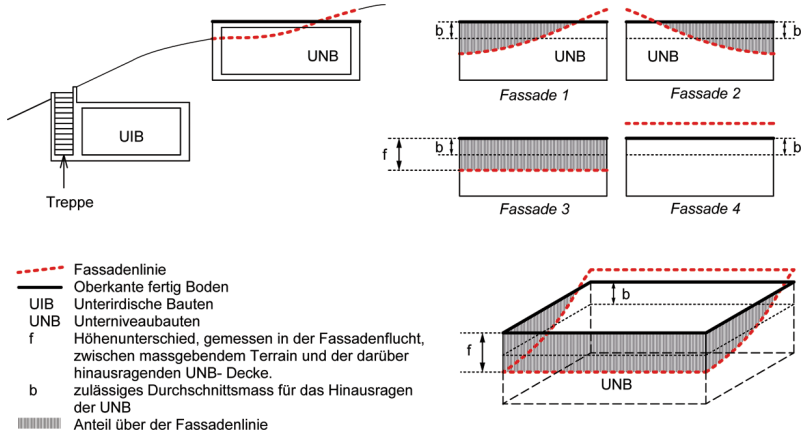 UNB
UIB
Treppe
b
UNB
Fassade 1
b
UNB
Fassade 2
f
b
Fassade 3
b
Fassade 4
Fassadenlinie
Oberkante fertig Boden
UIB Unterirdische Bauten
UNB Unterniveaubauten
f Höhenunterschied, gemessen in der Fassadenflucht,
zwischen massgebendem Terrain und der darüber
hinausragenden UNB- Decke.
b zulässiges Durchschnittsmass für das Hinausragen
der UNB
Anteil über der Fassadenlinie
b
f
UNB